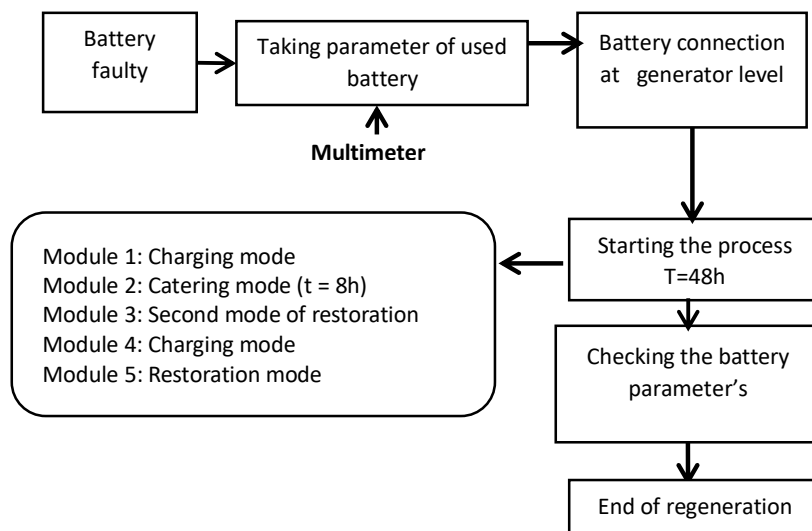 Battery
faulty
Taking parameter of used
battery
Battery connection
at generator level
Multimeter
Starting the process
T=48h
Module 1: Charging mode
Module 2: Catering mode (t = 8h)
Module 3: Second mode of restoration
Module 4: Charging mode
Module 5: Restoration mode
Checking the battery
parameter's
End of regeneration